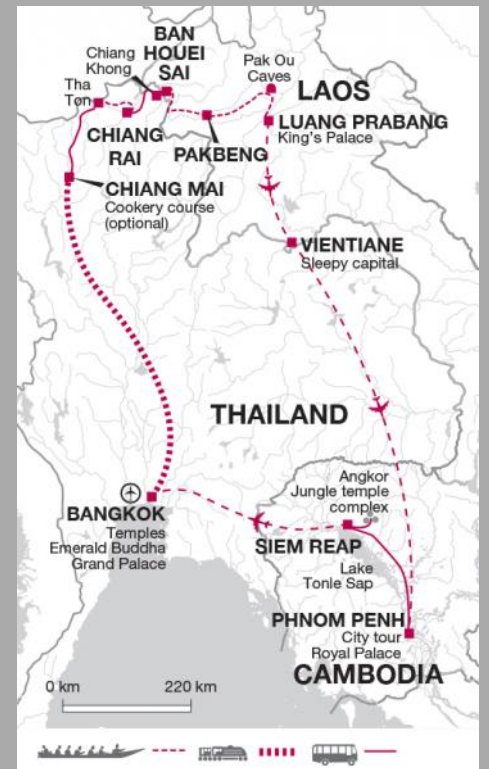 BAN
HOUEI
SAI
Chiang
Khong
Pak Ou
Caves
LAOS
Tha
Ton
LUANG PRABANG
King's Palace
CHIANG
RAI
PAKBENG
CHIANG MAI
Cookery course
(optional)
VIENTIANE
Sleepy capital
THAILAND
Angkor
Jungle temple
complex
BANGKOK
Temples
Emerald Buddha
Grand Palace
SIEM REAP
Lake
Tonle Sap
PHNOM PENH
City tour
Royal Palace
CAMBODIA
0 km
220 km